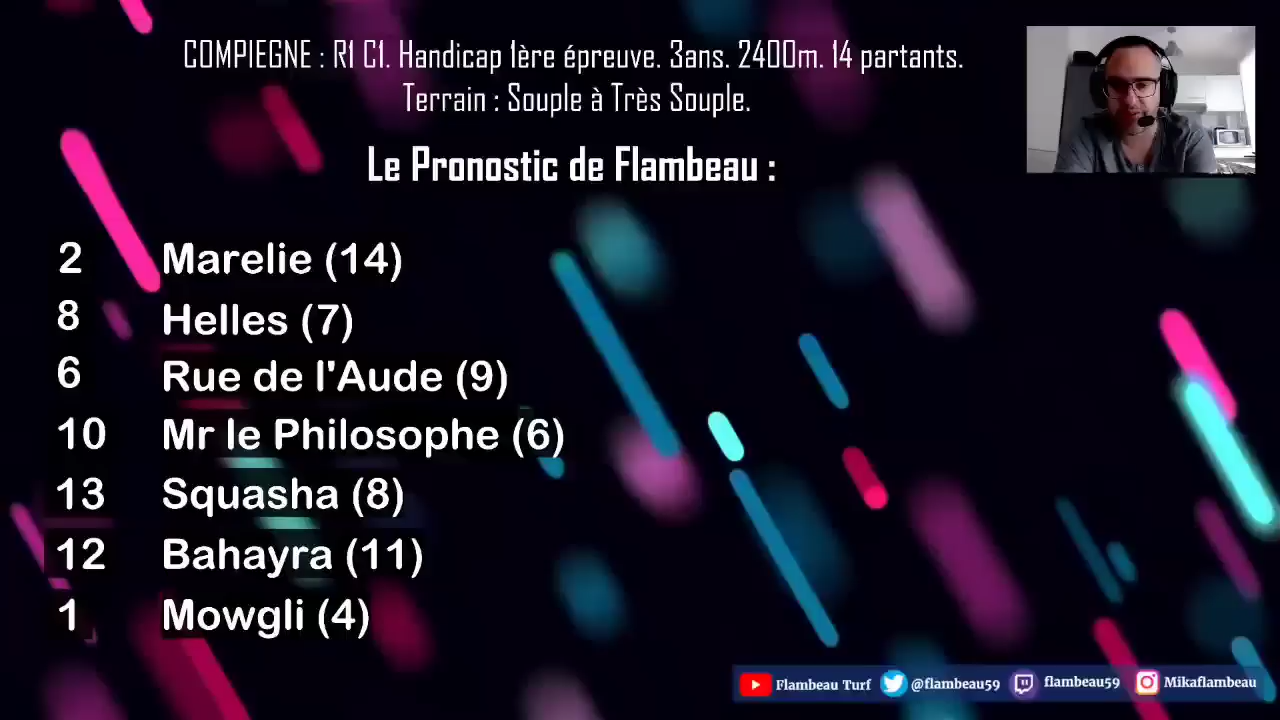 COMPIEGNE : R1 C1. Handicap 1ère épreuve. 3ans. 2400m. 14 partants.
Terrain : Souple à Très Souple.
Le Pronostic de Flambeau :
2 Marelie (14)
8 Helles (7)
6 Rue de l'Aude (9)
10 Mr le Philosophe (6)
13 Squasha (8)
12 Bahayra (11)
1 Mowgli (4)
Flambeau Turf @flambeau59 flambeau59 Mikaflambeau